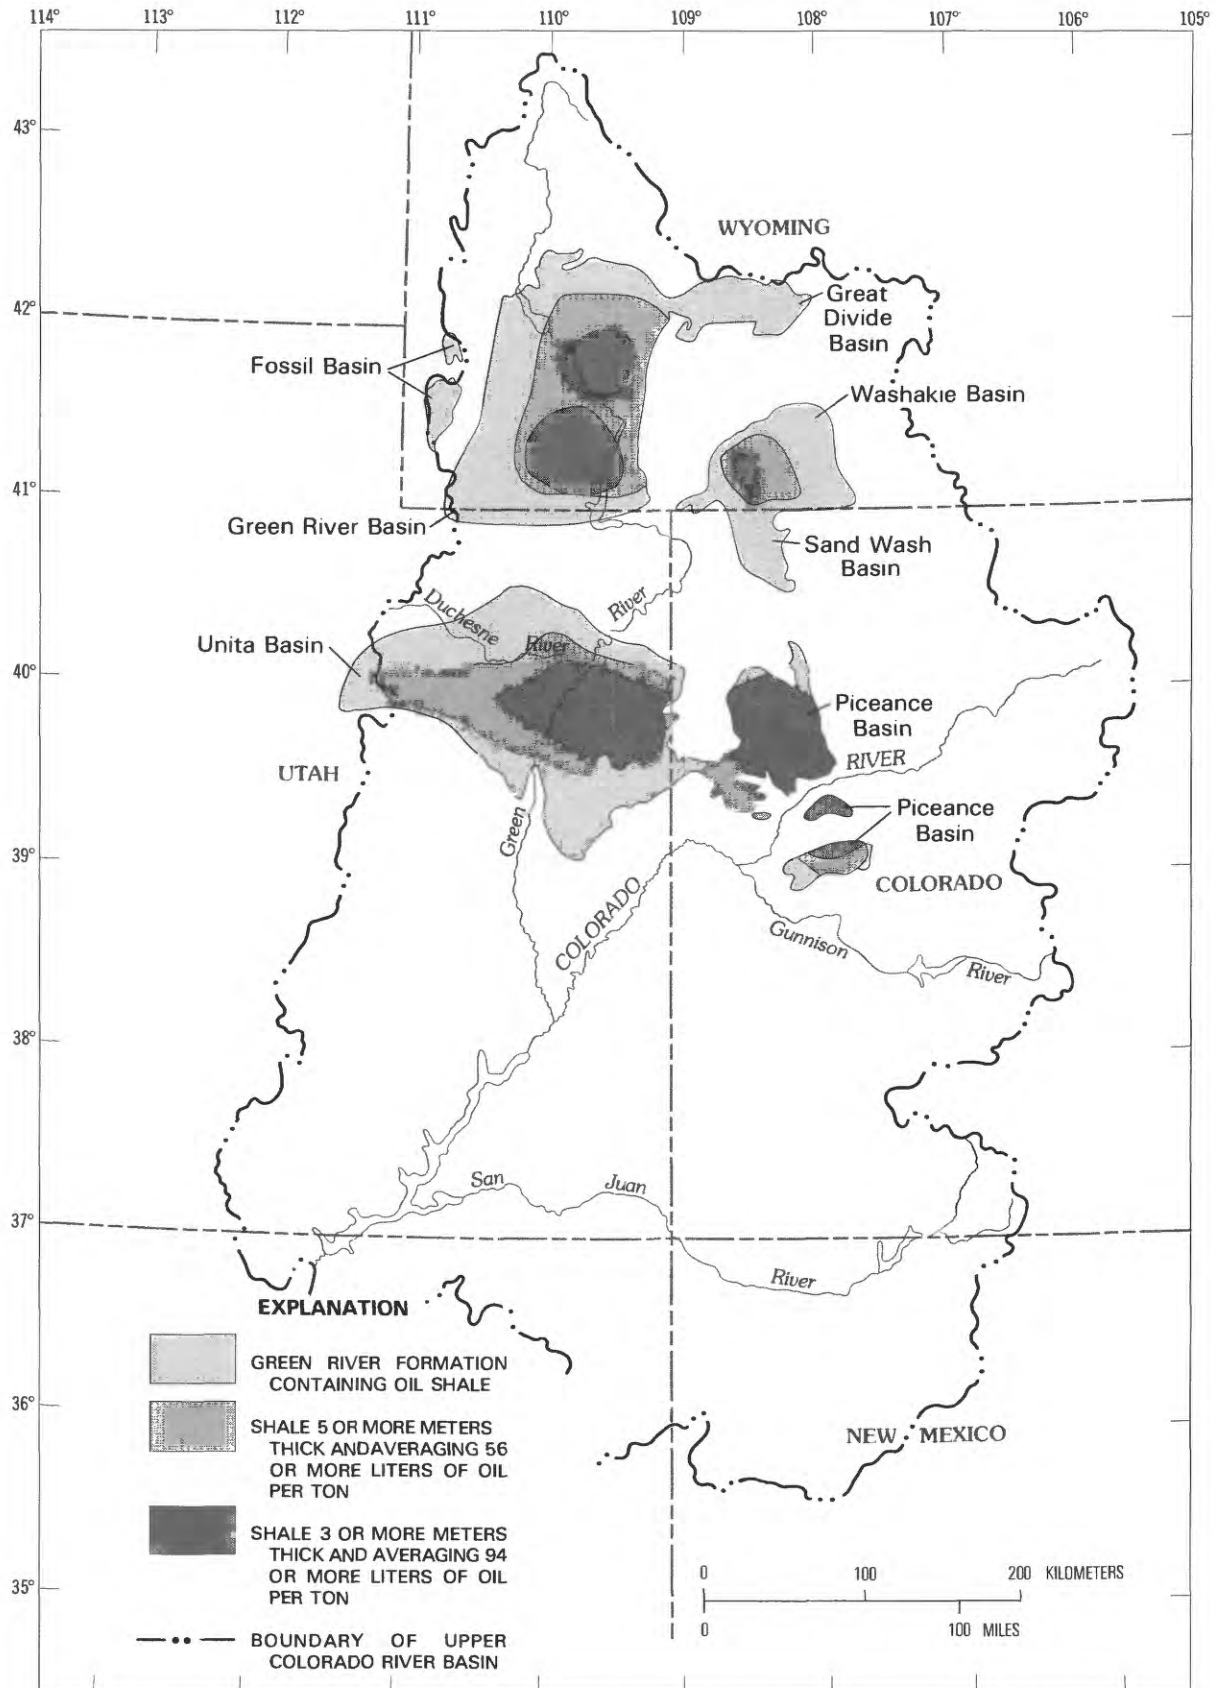 114°
113°
112°
111°
110°
109°
108°
107°
106°
105°
43°
WYOMING
42°
Great
Divide
Basin
Fossil Basin
Washakie Basin
41°
Green River Basin
Sand Wash
Basin
Duchesne
River
River
Unita Basin
40°
Piceance
Basin
RIVER
UTAH
Piceance
Basin
Green
39°
COLORADO
COLORADO
Gunnison
River
38°
San
Juan
37°
River
EXPLANATION
GREEN RIVER FORMATION
CONTAINING OIL SHALE
36°
SHALE 5 OR MORE METERS
THICK AND AVERAGING 56
OR MORE LITERS OF OIL
PER TON
NEW MEXICO
SHALE 3 OR MORE METERS
THICK AND AVERAGING 94
OR MORE LITERS OF OIL
PER TON
35°
0 100 200 KILOMETERS
0 100 MILES
BOUNDARY OF UPPER
COLORADO RIVER BASIN